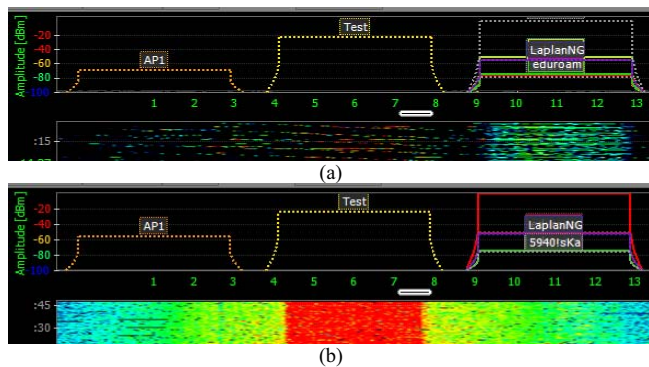 Amplitude [dBm]
-20
-40
-60
-80
-100
AP1
Test
LaplanNG
eduroam
1 2 3 4 5 6 7 8 9 10 11 12 13
:15
(a)
Amplitude [dBm]
-20
-40
-60
-80
-100
AP1
Test
LaplanNG
5940!sKa
1 2 3 4 5 6 7 8 9 10 11 12 13
:45
:30
(b)